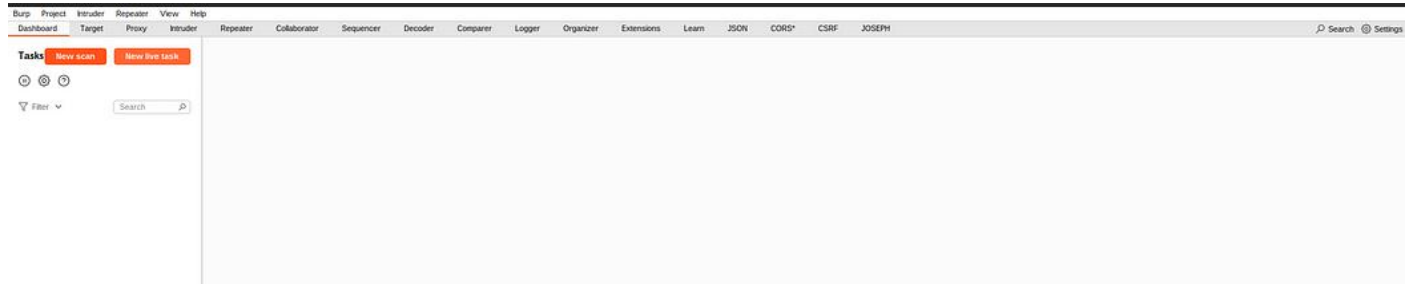 Burp Project Intruder Repeater View Help
Dashboard Target Proxy Intruder Repeater Collaborator Sequencer Decoder Comparer Logger Organizer Extensions Learn JSON CORS* CSRF JOSEPH Search Settings
Tasks New scan New live task
Filter Search